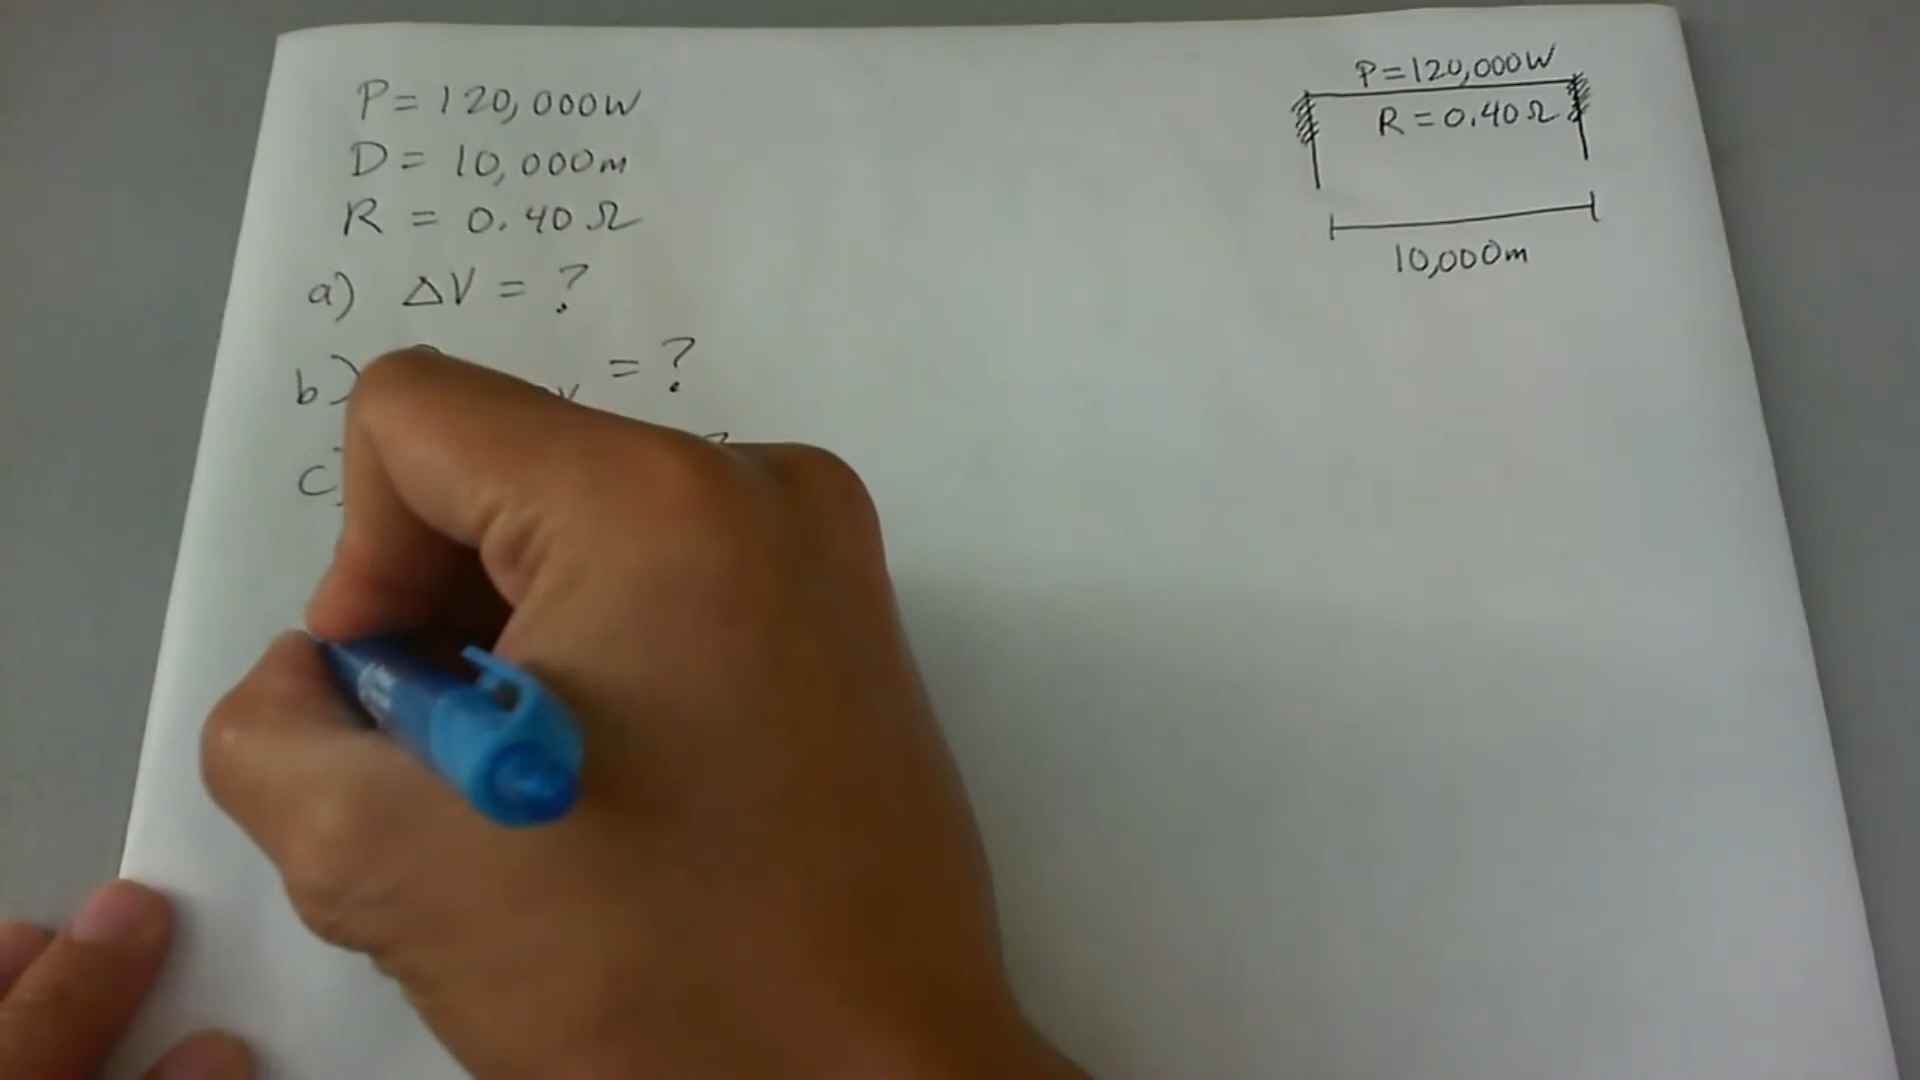 P = 120,000W
D = 10,000m
R = 0.40Ω
a) ΔV = ?
b) = ?
c)
P=120,000W
R = 0.40Ω
10,000m